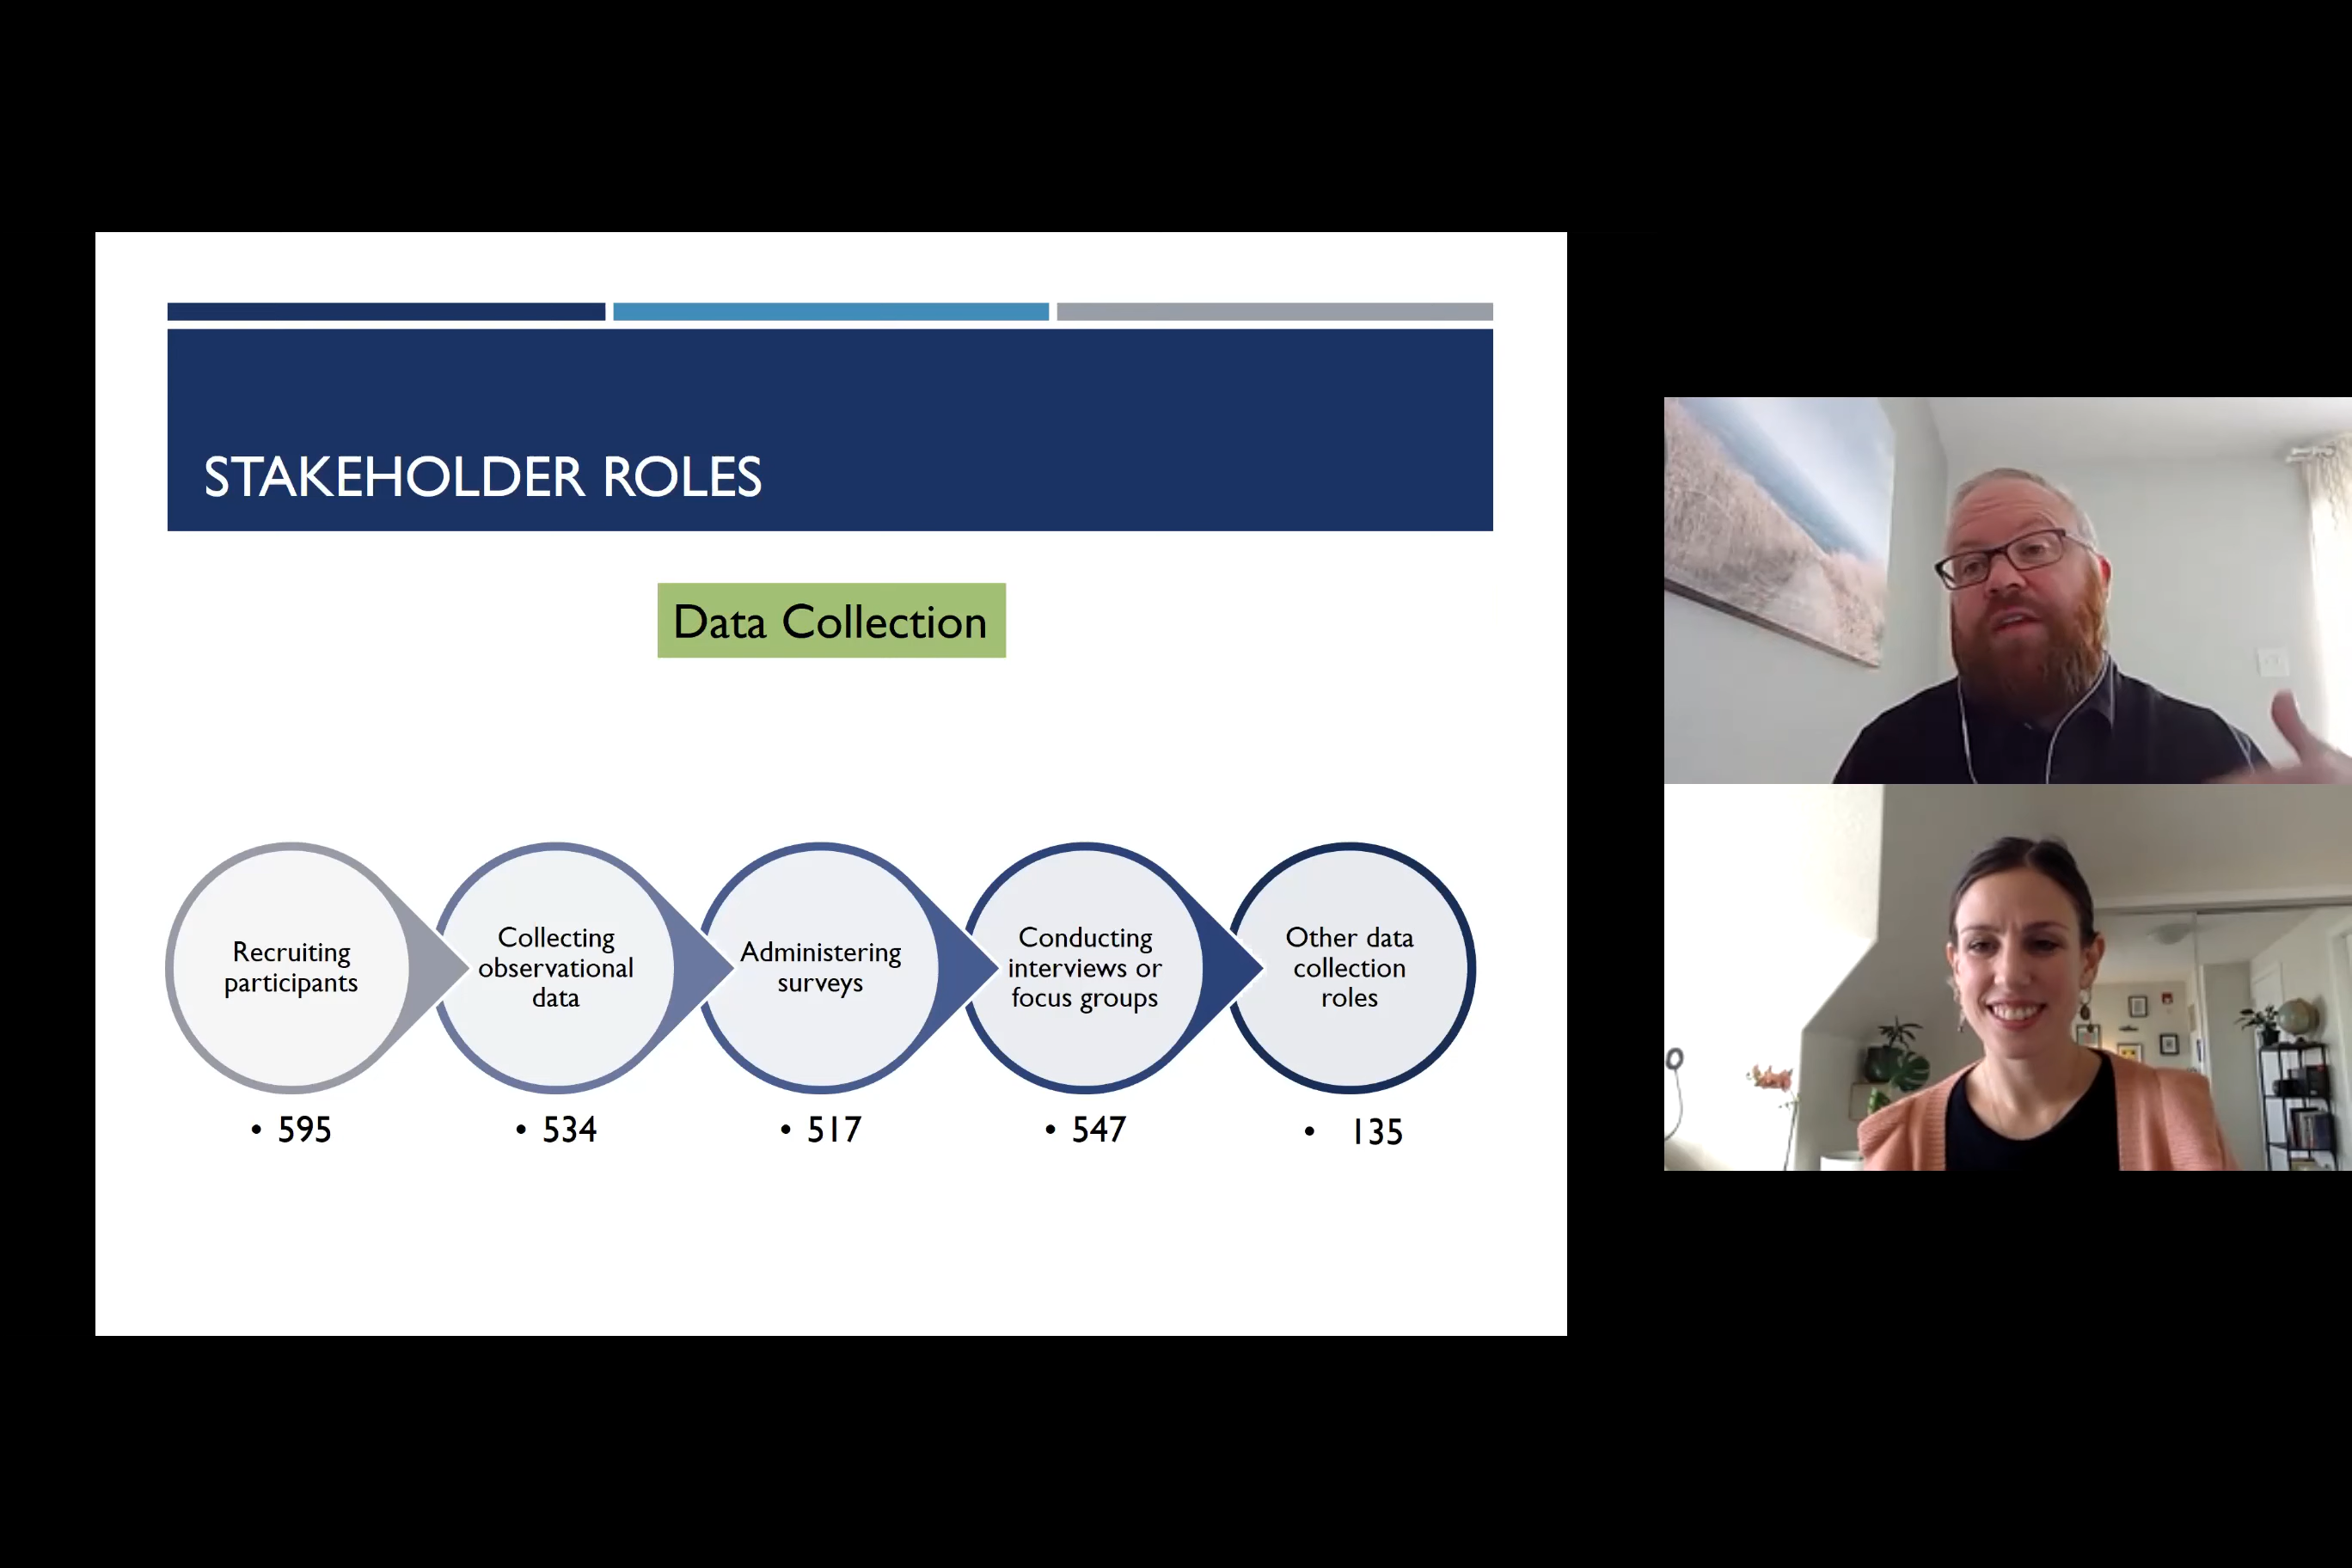 STAKEHOLDER ROLES
Data Collection
Recruiting
participants
Collecting
observational
data
Administering
surveys
Conducting
interviews or
focus groups
Other data
collection
roles
• 595
• 534
• 517
• 547
• 135